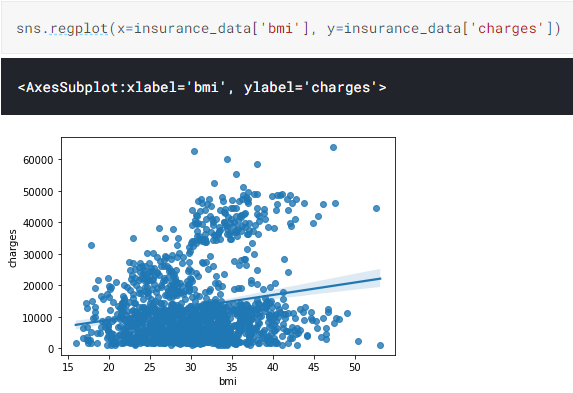 sns.regplot(x=insurance_data['bmi'], y=insurance_data['charges'])
<AxesSubplot:xlabel='bmi', ylabel='charges'>
60000
50000
40000
30000
20000
10000
0
charges
15 20 25 30 35 40 45 50
bmi